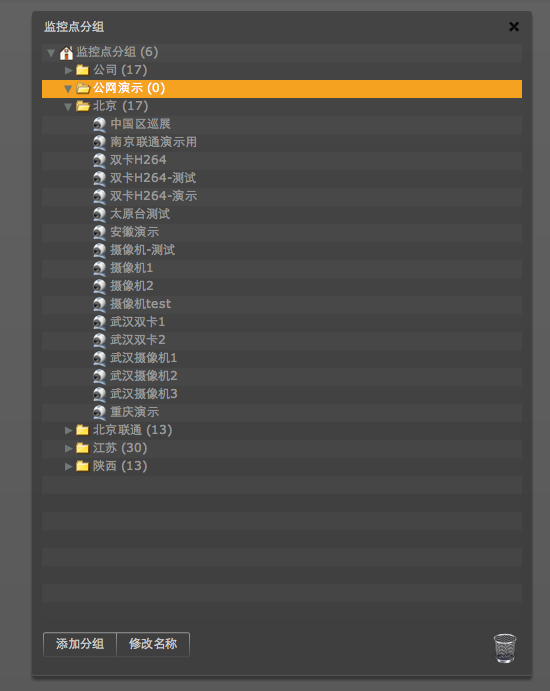 监控点分组
监控点分组 (6)
公司 (17)
公网演示 (0)
北京 (17)
中国区巡展
南京联通演示用
双卡H264
双卡H264-测试
双卡H264-演示
太原台测试
安徽演示
摄像机-测试
摄像机1
摄像机2
摄像机test
武汉双卡1
武汉双卡2
武汉摄像机1
武汉摄像机2
武汉摄像机3
重庆演示
北京联通 (13)
江苏 (30)
陕西 (13)
添加分组 修改名称